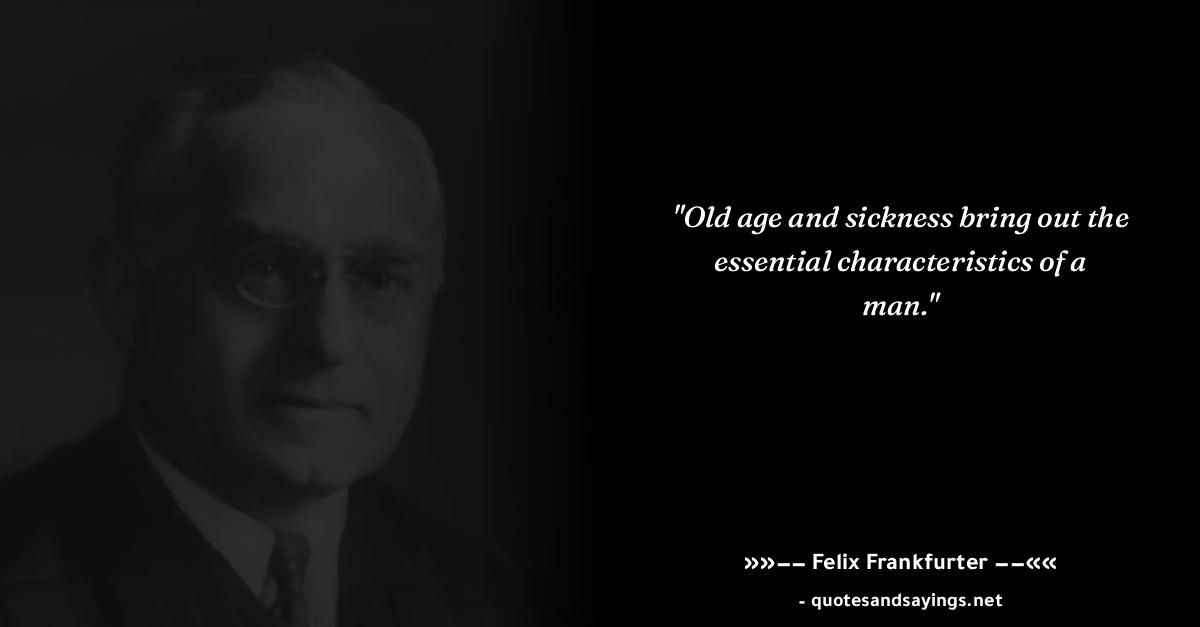 "Old age and sickness bring out the
essential characteristics of a
man."
»»−− Felix Frankfurter −−««
- quotesandsayings.net